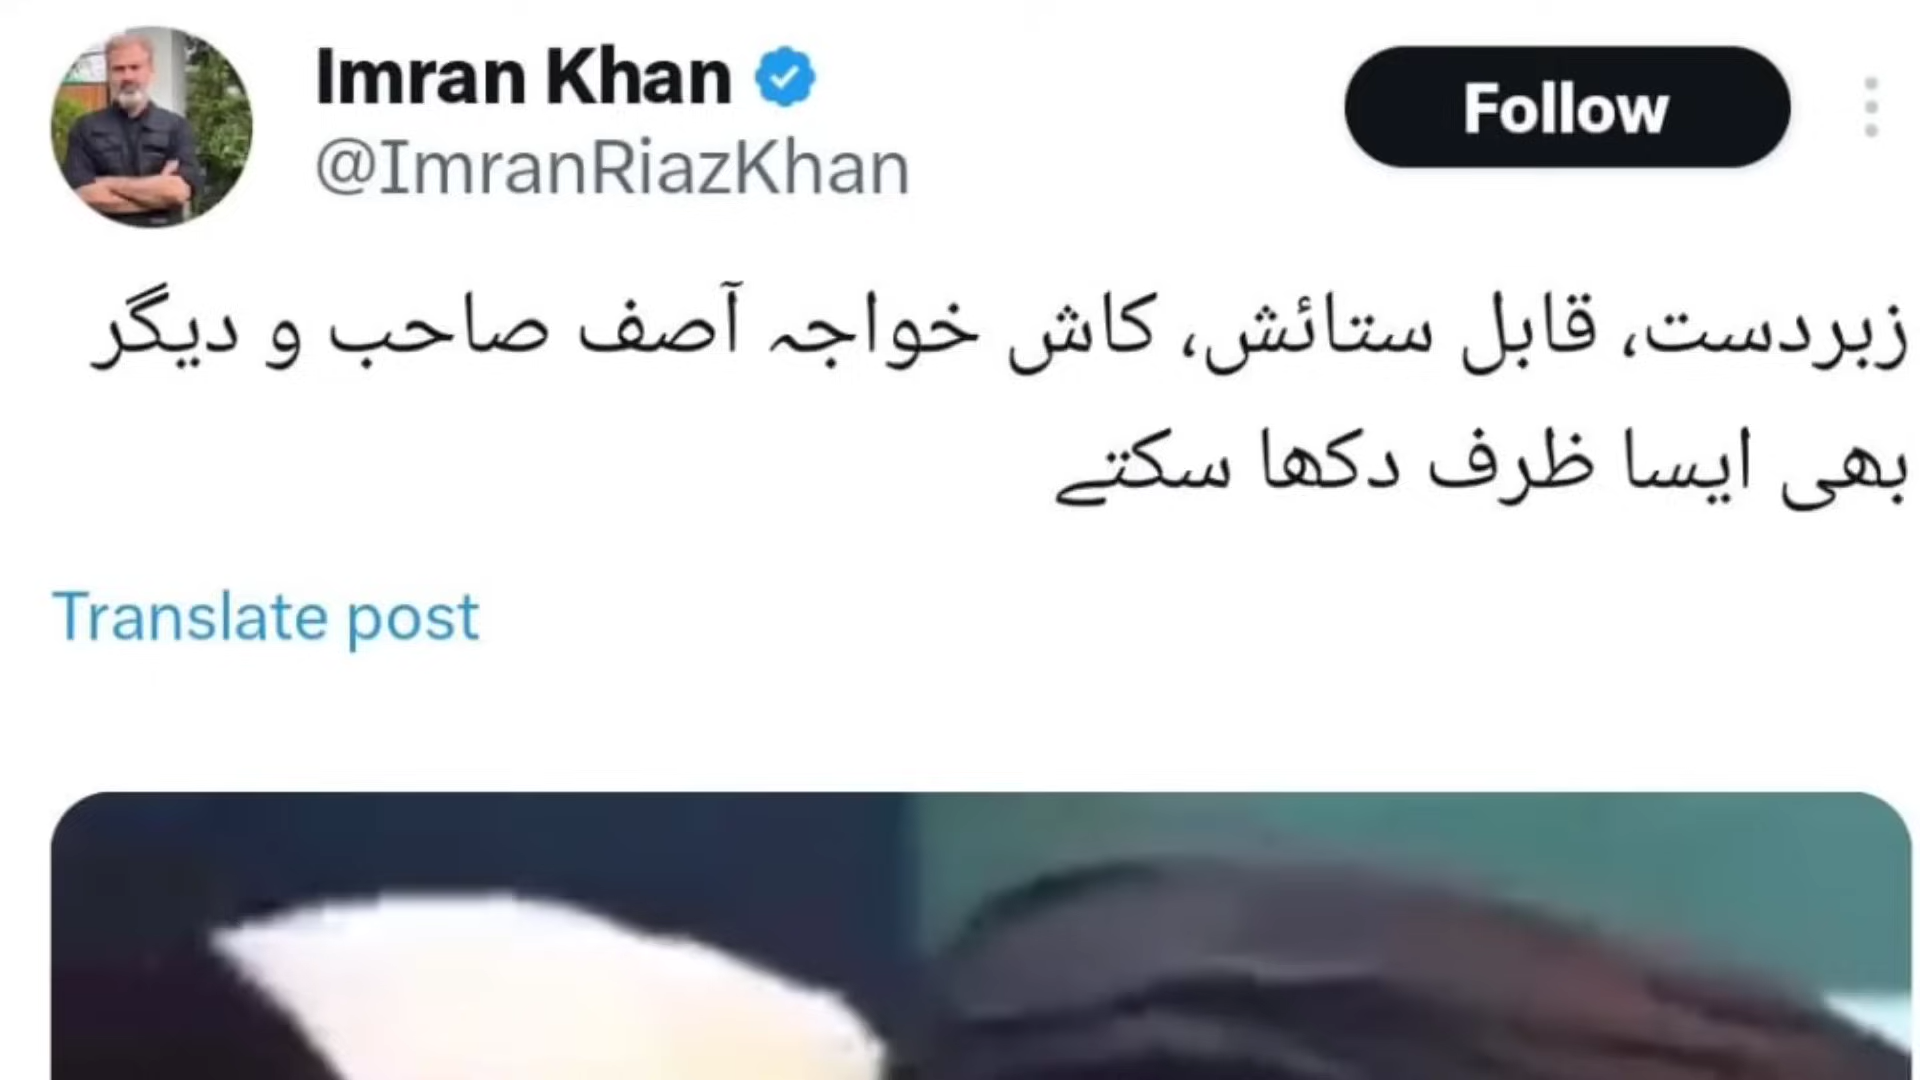 Imran Khan
@ImranRiazKhan
Follow
زبردست، قابل ستائش، کاش خواجہ آصف صاحب و دیگر
بھی ایسا ظرف دکھا سکتے
Translate post